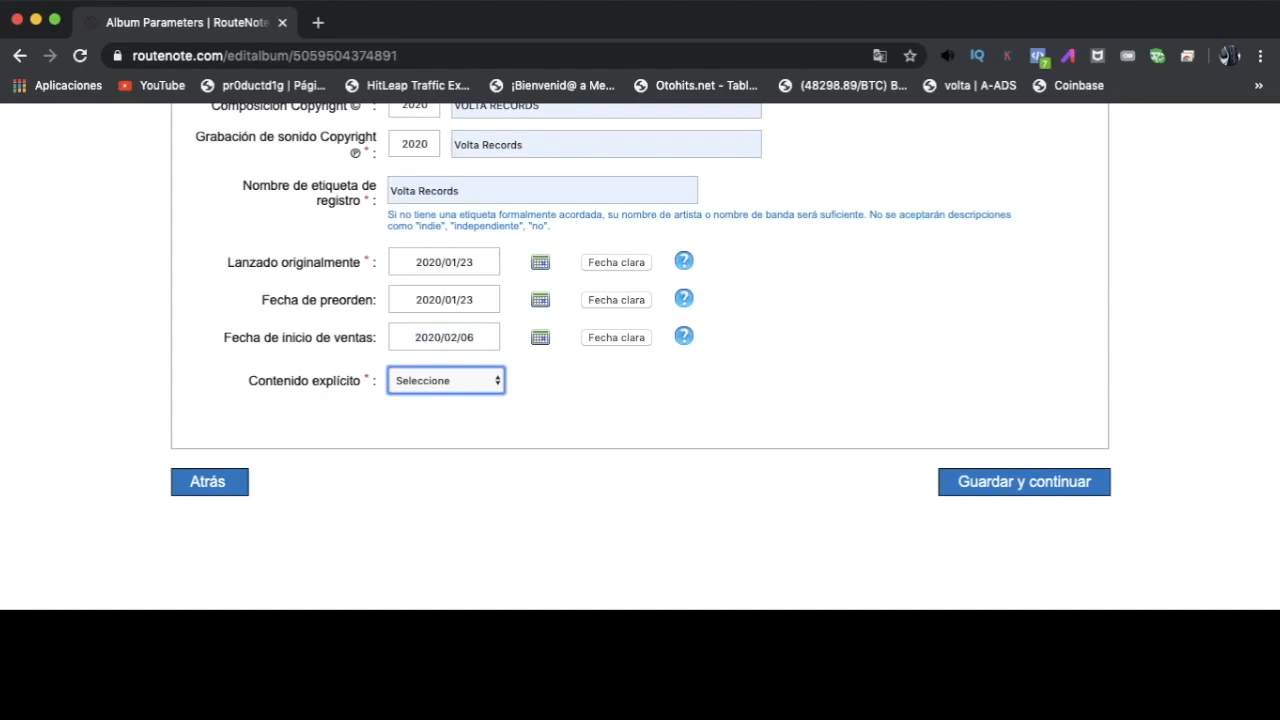 Album Parameters | RouteNote
routenote.com/editalbum/5059504374891
Aplicaciones YouTube pr0ductd1g | Pági... HitLeap Traffic Ex... ¡Bienvenid@ a Me... Otohits.net - Tabl... (48298.89/BTC) B... volta | A-ADS Coinbase »
Composición Copyright © : 2020 VOLTA RECORDS
Grabación de sonido Copyright
℗ * : 2020 Volta Records
Nombre de etiqueta de
registro * : Volta Records
Si no tiene una etiqueta formalmente acordada, su nombre de artista o nombre de banda será suficiente. No se aceptarán descripciones
como "indie", "independiente", "no".
Lanzado originalmente * : 2020/01/23 Fecha clara ?
Fecha de preorden: 2020/01/23 Fecha clara ?
Fecha de inicio de ventas: 2020/02/06 Fecha clara ?
Contenido explícito * : Seleccione
Atrás Guardar y continuar